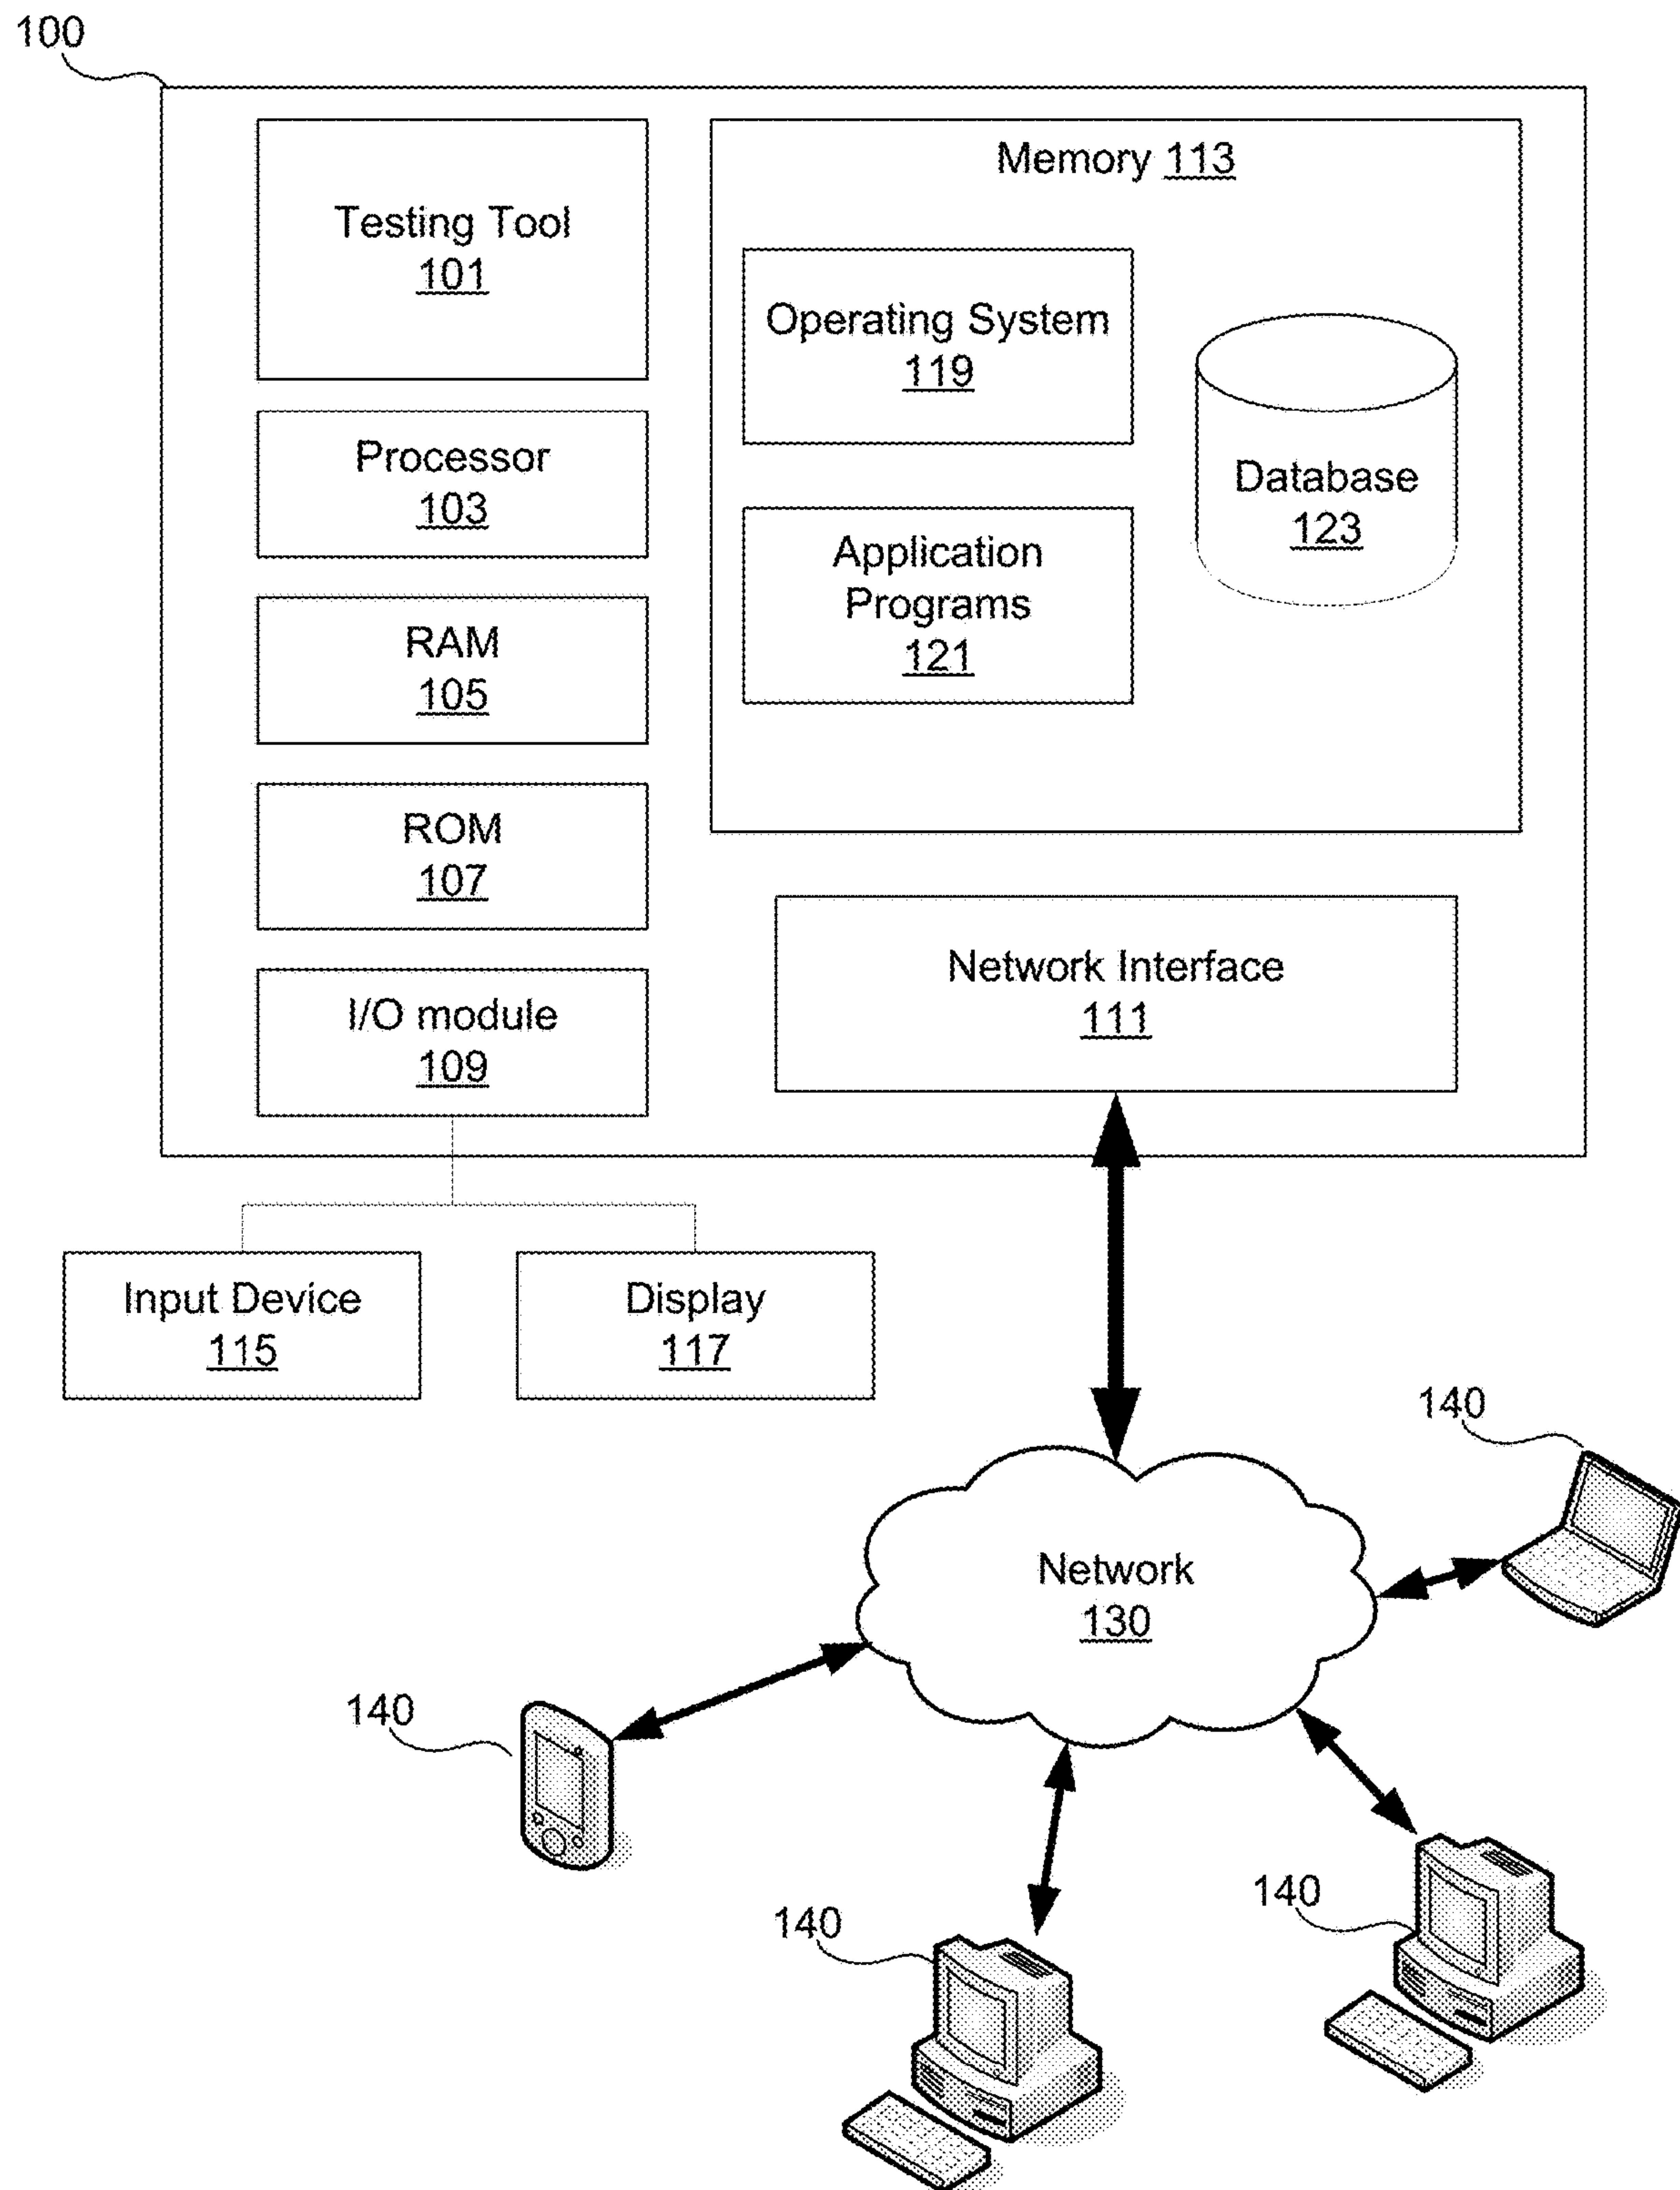 100
Testing Tool
101
Processor
103
RAM
105
ROM
107
I/O module
109
Memory 113
Operating System
119
Application
Programs
121
Database
123
Network Interface
111
Input Device
115
Display
117
Network
130
140
140
140
140